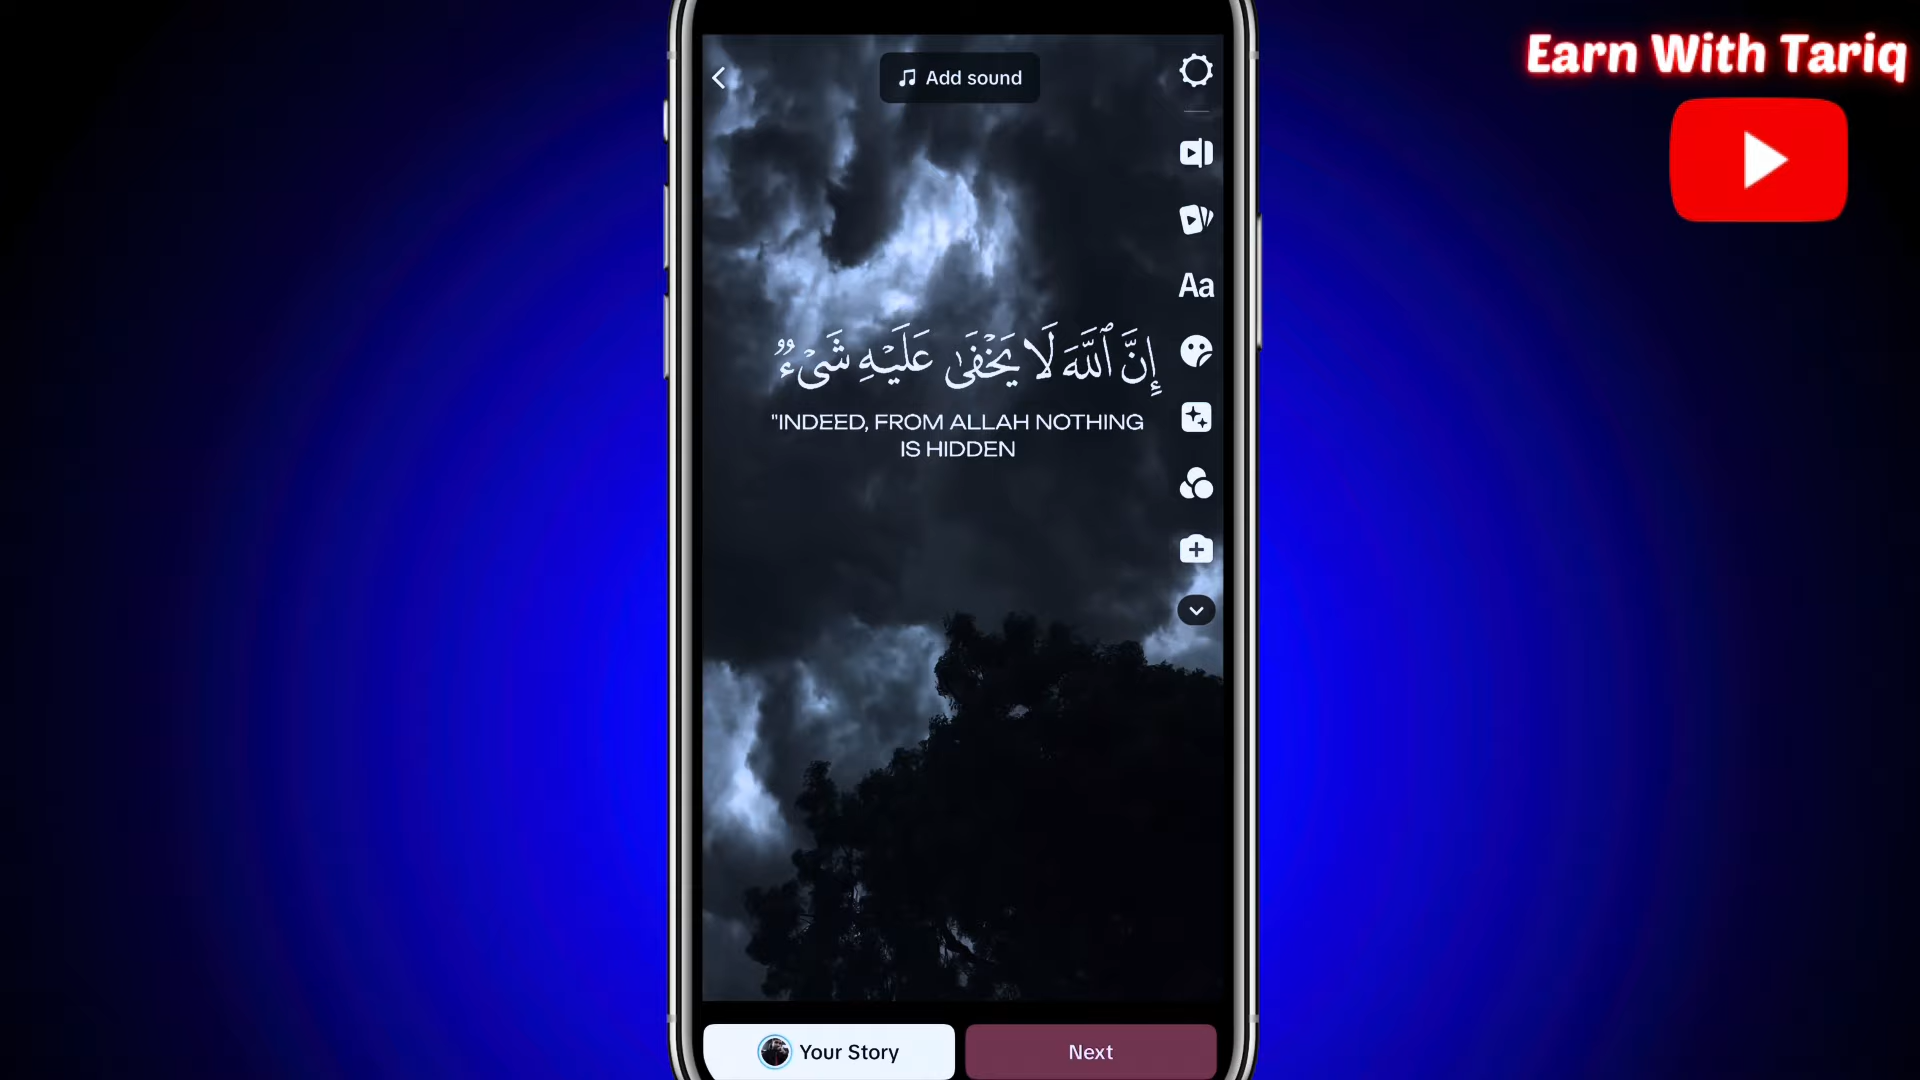 Earn With Tariq
Add sound
Aa
إِنَّ ٱللَّهَ لَا يَخۡفَىٰ عَلَيۡهِ شَيۡءٞ
"INDEED, FROM ALLAH NOTHING
IS HIDDEN
Your Story
Next